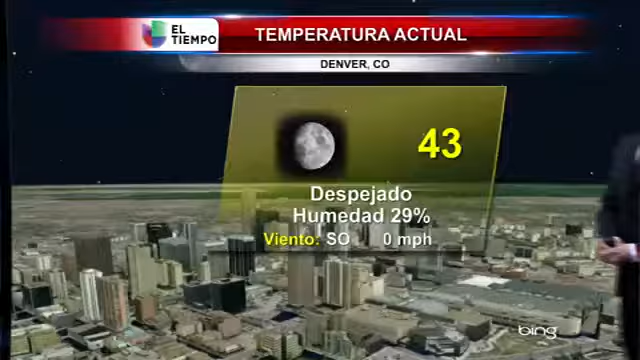 EL
TIEMPO
TEMPERATURA ACTUAL
DENVER, CO
43
Despejado
Humedad 29%
Viento: SO 0 mph
bing